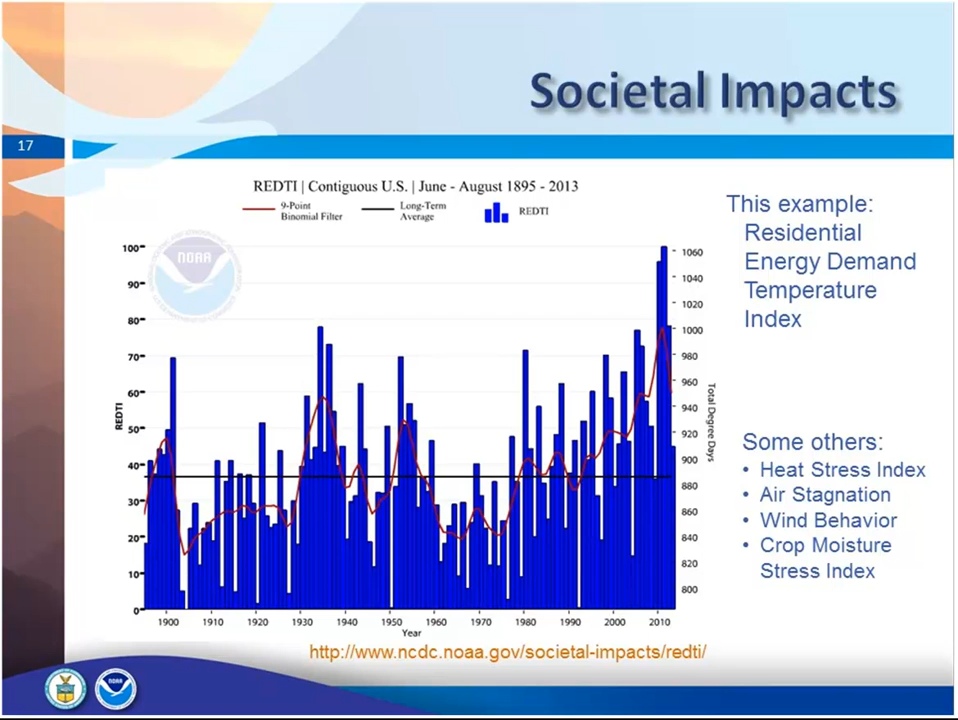 Societal Impacts
17
REDTI | Contiguous U.S. | June - August 1895 - 2013
9-Point
Binomial Filter
Long-Term
Average
REDTI
This example:
Residential
Energy Demand
Temperature
Index
NOAA
100
90
80
70
60
50
40
30
20
10
0
REDTI
1060
1040
1020
1000
980
960
940
920
900
880
860
840
820
800
Total Degree Days
1900
1910
1920
1930
1940
1950
1960
1970
1980
1990
2000
2010
Year
Some others:
• Heat Stress Index
• Air Stagnation
• Wind Behavior
• Crop Moisture
Stress Index
http://www.ncdc.noaa.gov/societal-impacts/redti/
NOAA